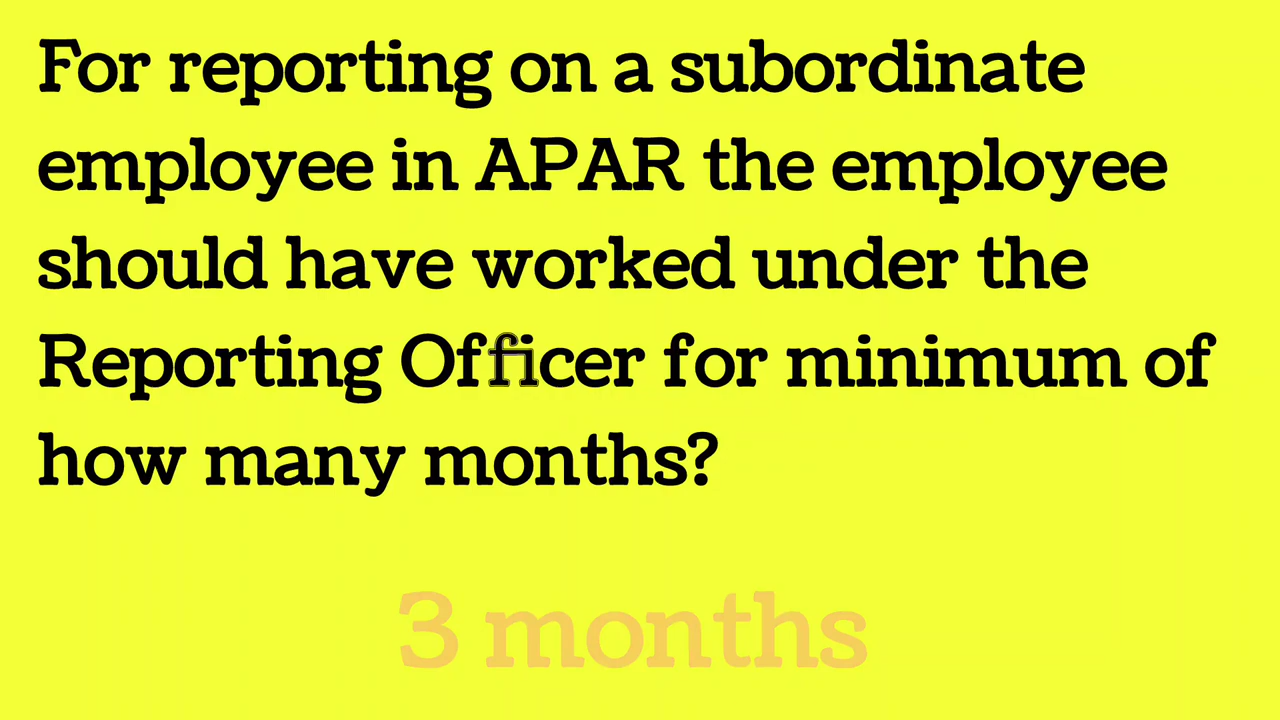 For reporting on a subordinate
employee in APAR the employee
should have worked under the
Reporting Officer for minimum of
how many months?
3 months